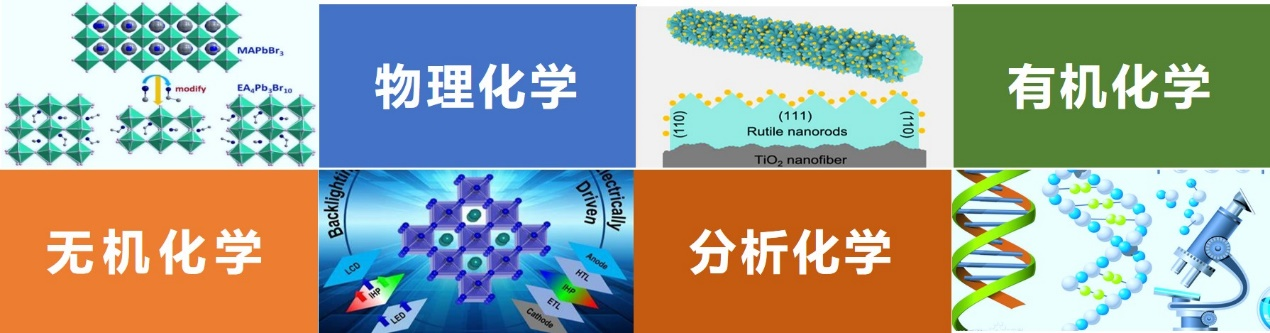 MAPbBr₃
modify
EA₄Pb₃Br₁₀
物理化学
(111)
(110)
(110)
Rutile nanorods
TiO₂ nanofiber
有机化学
无机化学
Backlighting
Electrically
Driven
LCD
IHP
LED
Anode
HTL
IHP
ETL
Cathode
分析化学